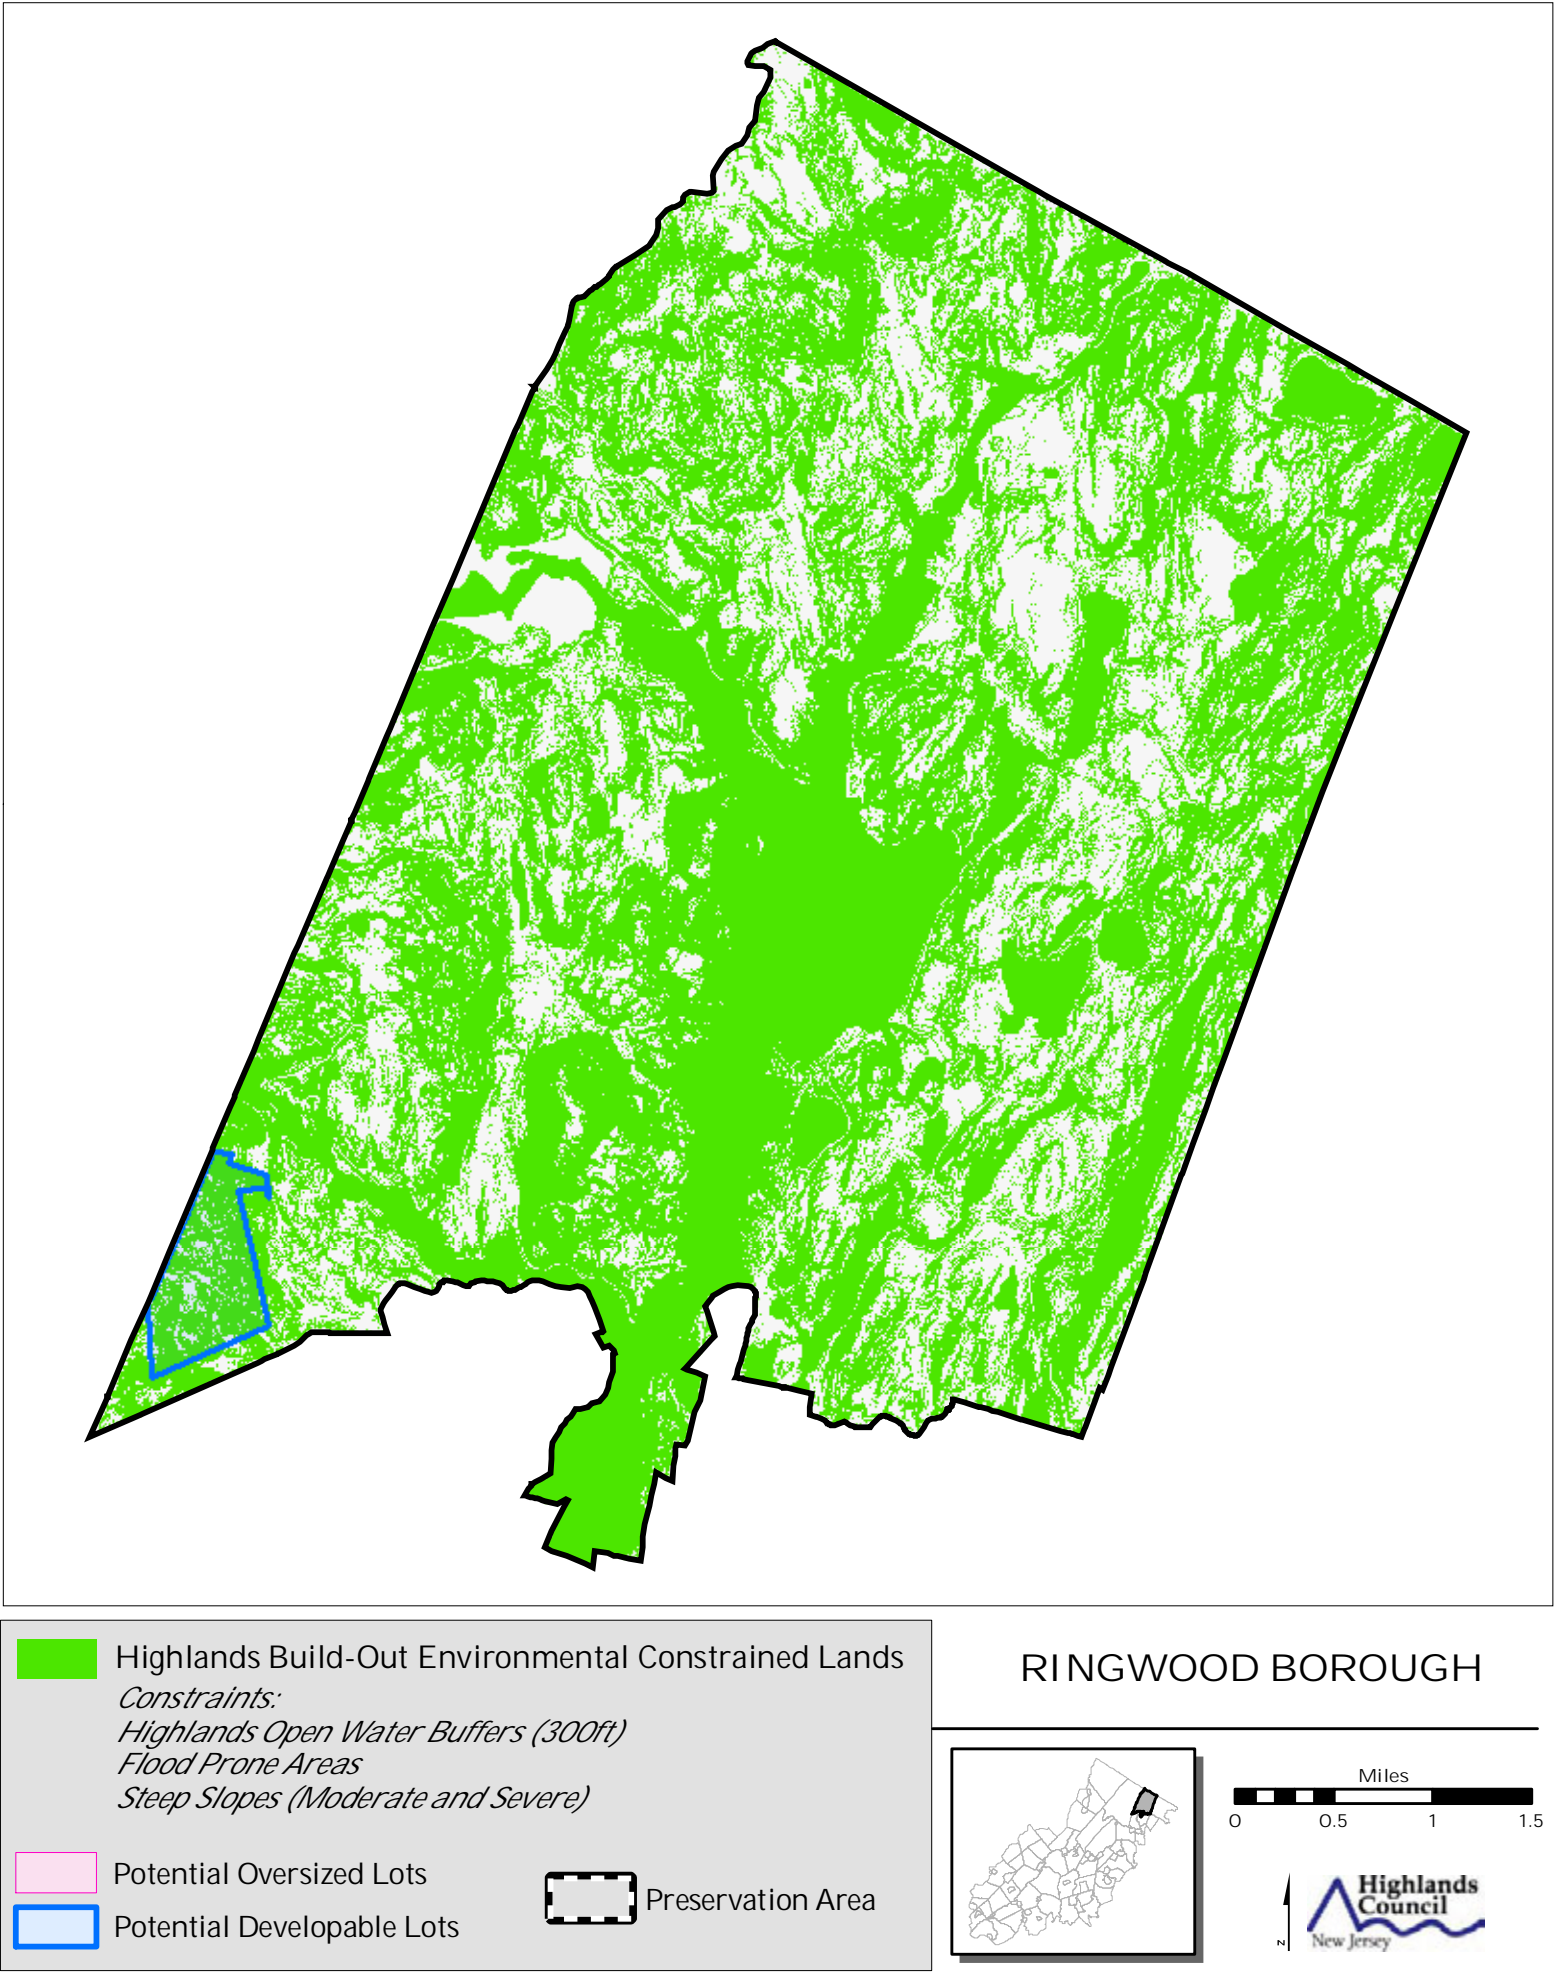 Highlands Build-Out Environmental Constrained Lands
Constraints:
Highlands Open Water Buffers (300ft)
Flood Prone Areas
Steep Slopes (Moderate and Severe)
Potential Oversized Lots
Potential Developable Lots
Preservation Area
RINGWOOD BOROUGH
Miles
0 0.5 1 1.5
N
Highlands
Council
New Jersey